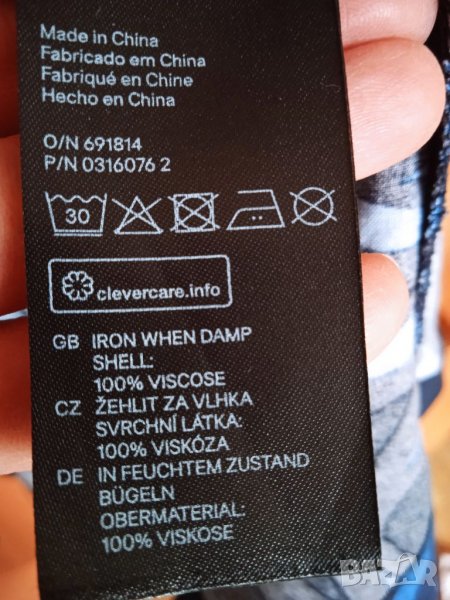 Made in China
Fabricado em China
Fabriqué en Chine
Hecho en China
O/N 691814
P/N 0316076 2
30
clevercare.info
GB IRON WHEN DAMP
SHELL:
100% VISCOSE
CZ ŽEHLIT ZA VLHKA
SVRCHNÍ LÁTKA:
100% VISKÓZA
DE IN FEUCHTEM ZUSTAND
BÜGELN
OBERMATERIAL:
100% VISKOSE
BAZAR